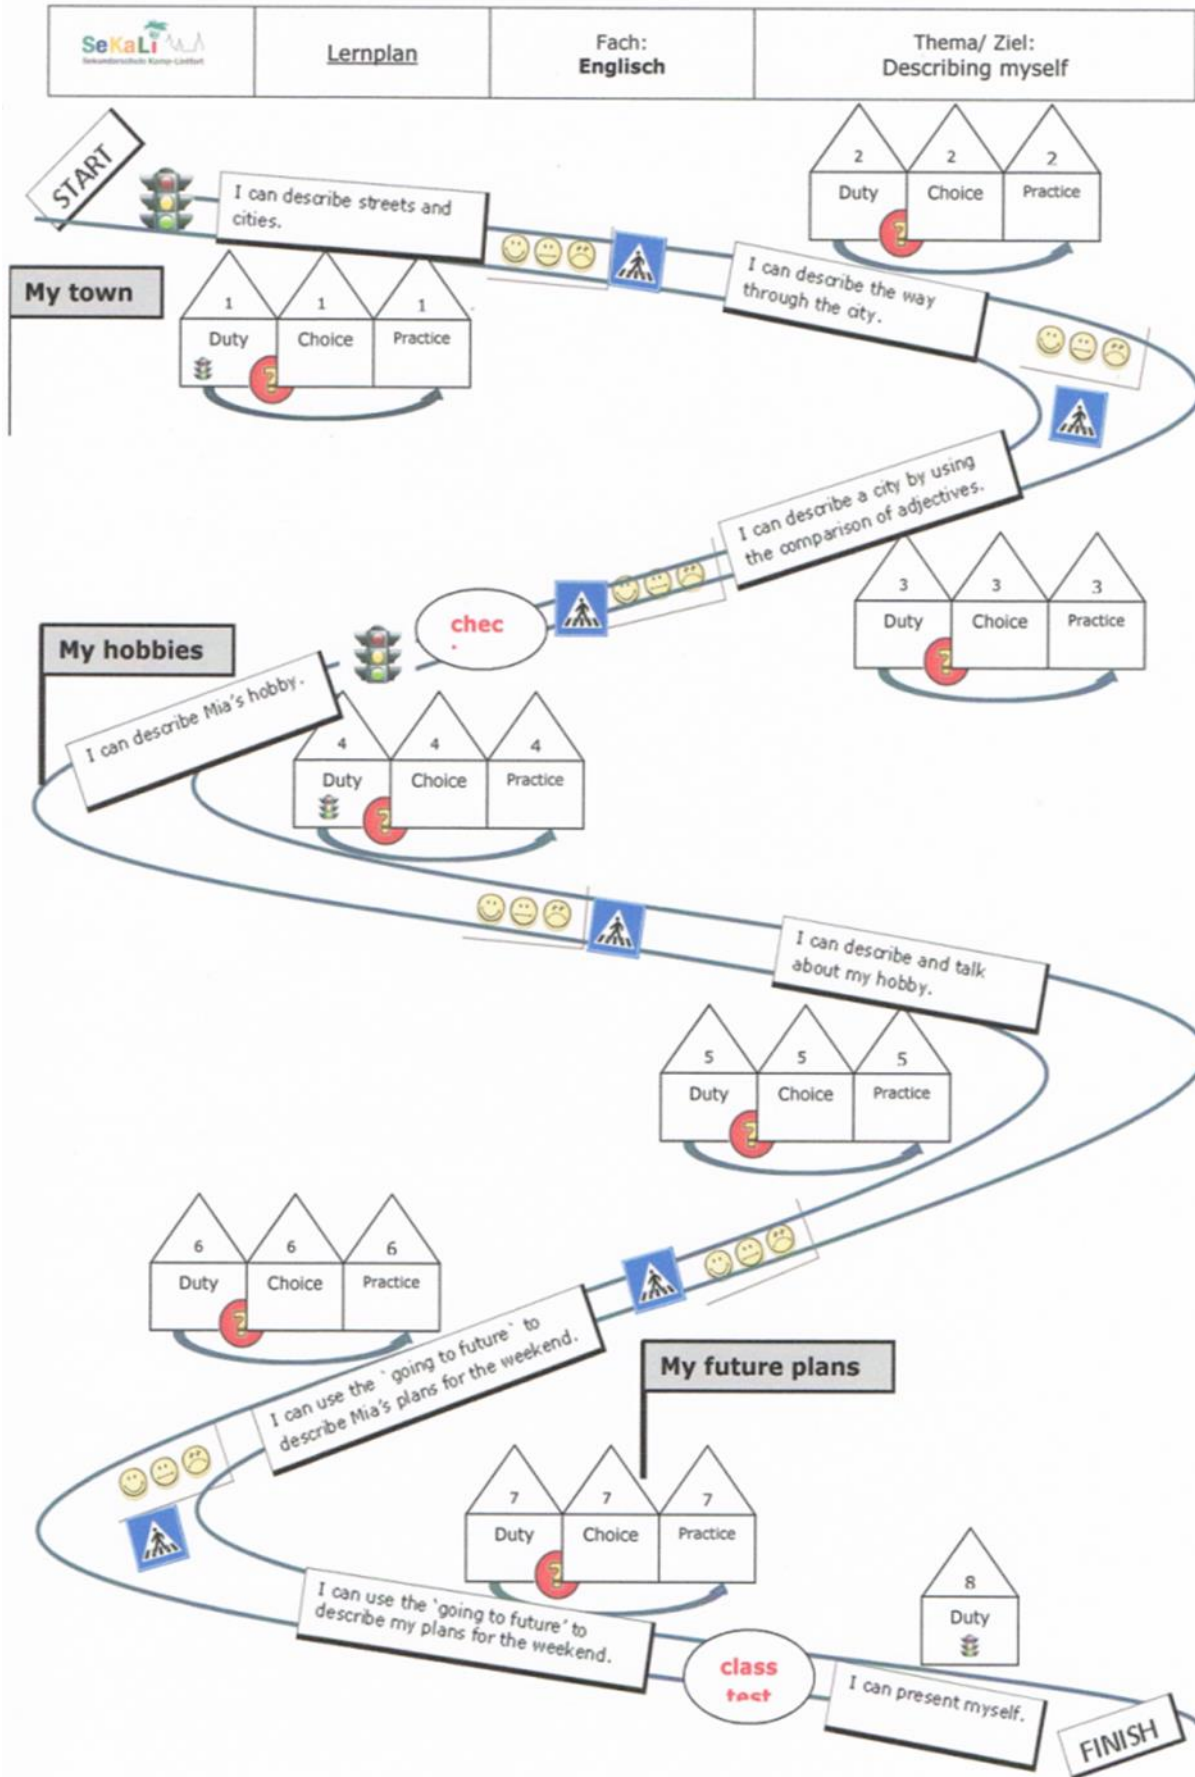 SeKaLi
Sekundarschule Kamp-Lintfort
Lernplan
Fach:
Englisch
Thema/ Ziel:
Describing myself
START
I can describe streets and
cities.
2
2
2
Duty
Choice
Practice
?
My town
1
1
1
Duty
Choice
Practice
?
I can describe the way
through the city.
I can describe a city by using
the comparison of adjectives.
3
3
3
Duty
Choice
Practice
?
chec
My hobbies
I can describe Mia's hobby.
4
4
4
Duty
Choice
Practice
?
I can describe and talk
about my hobby.
5
5
5
Duty
Choice
Practice
?
6
6
6
Duty
Choice
Practice
?
I can use the `going to future` to
describe Mia's plans for the weekend.
My future plans
7
7
7
Duty
Choice
Practice
?
I can use the 'going to future' to
describe my plans for the weekend.
class
test
8
Duty
I can present myself.
FINISH